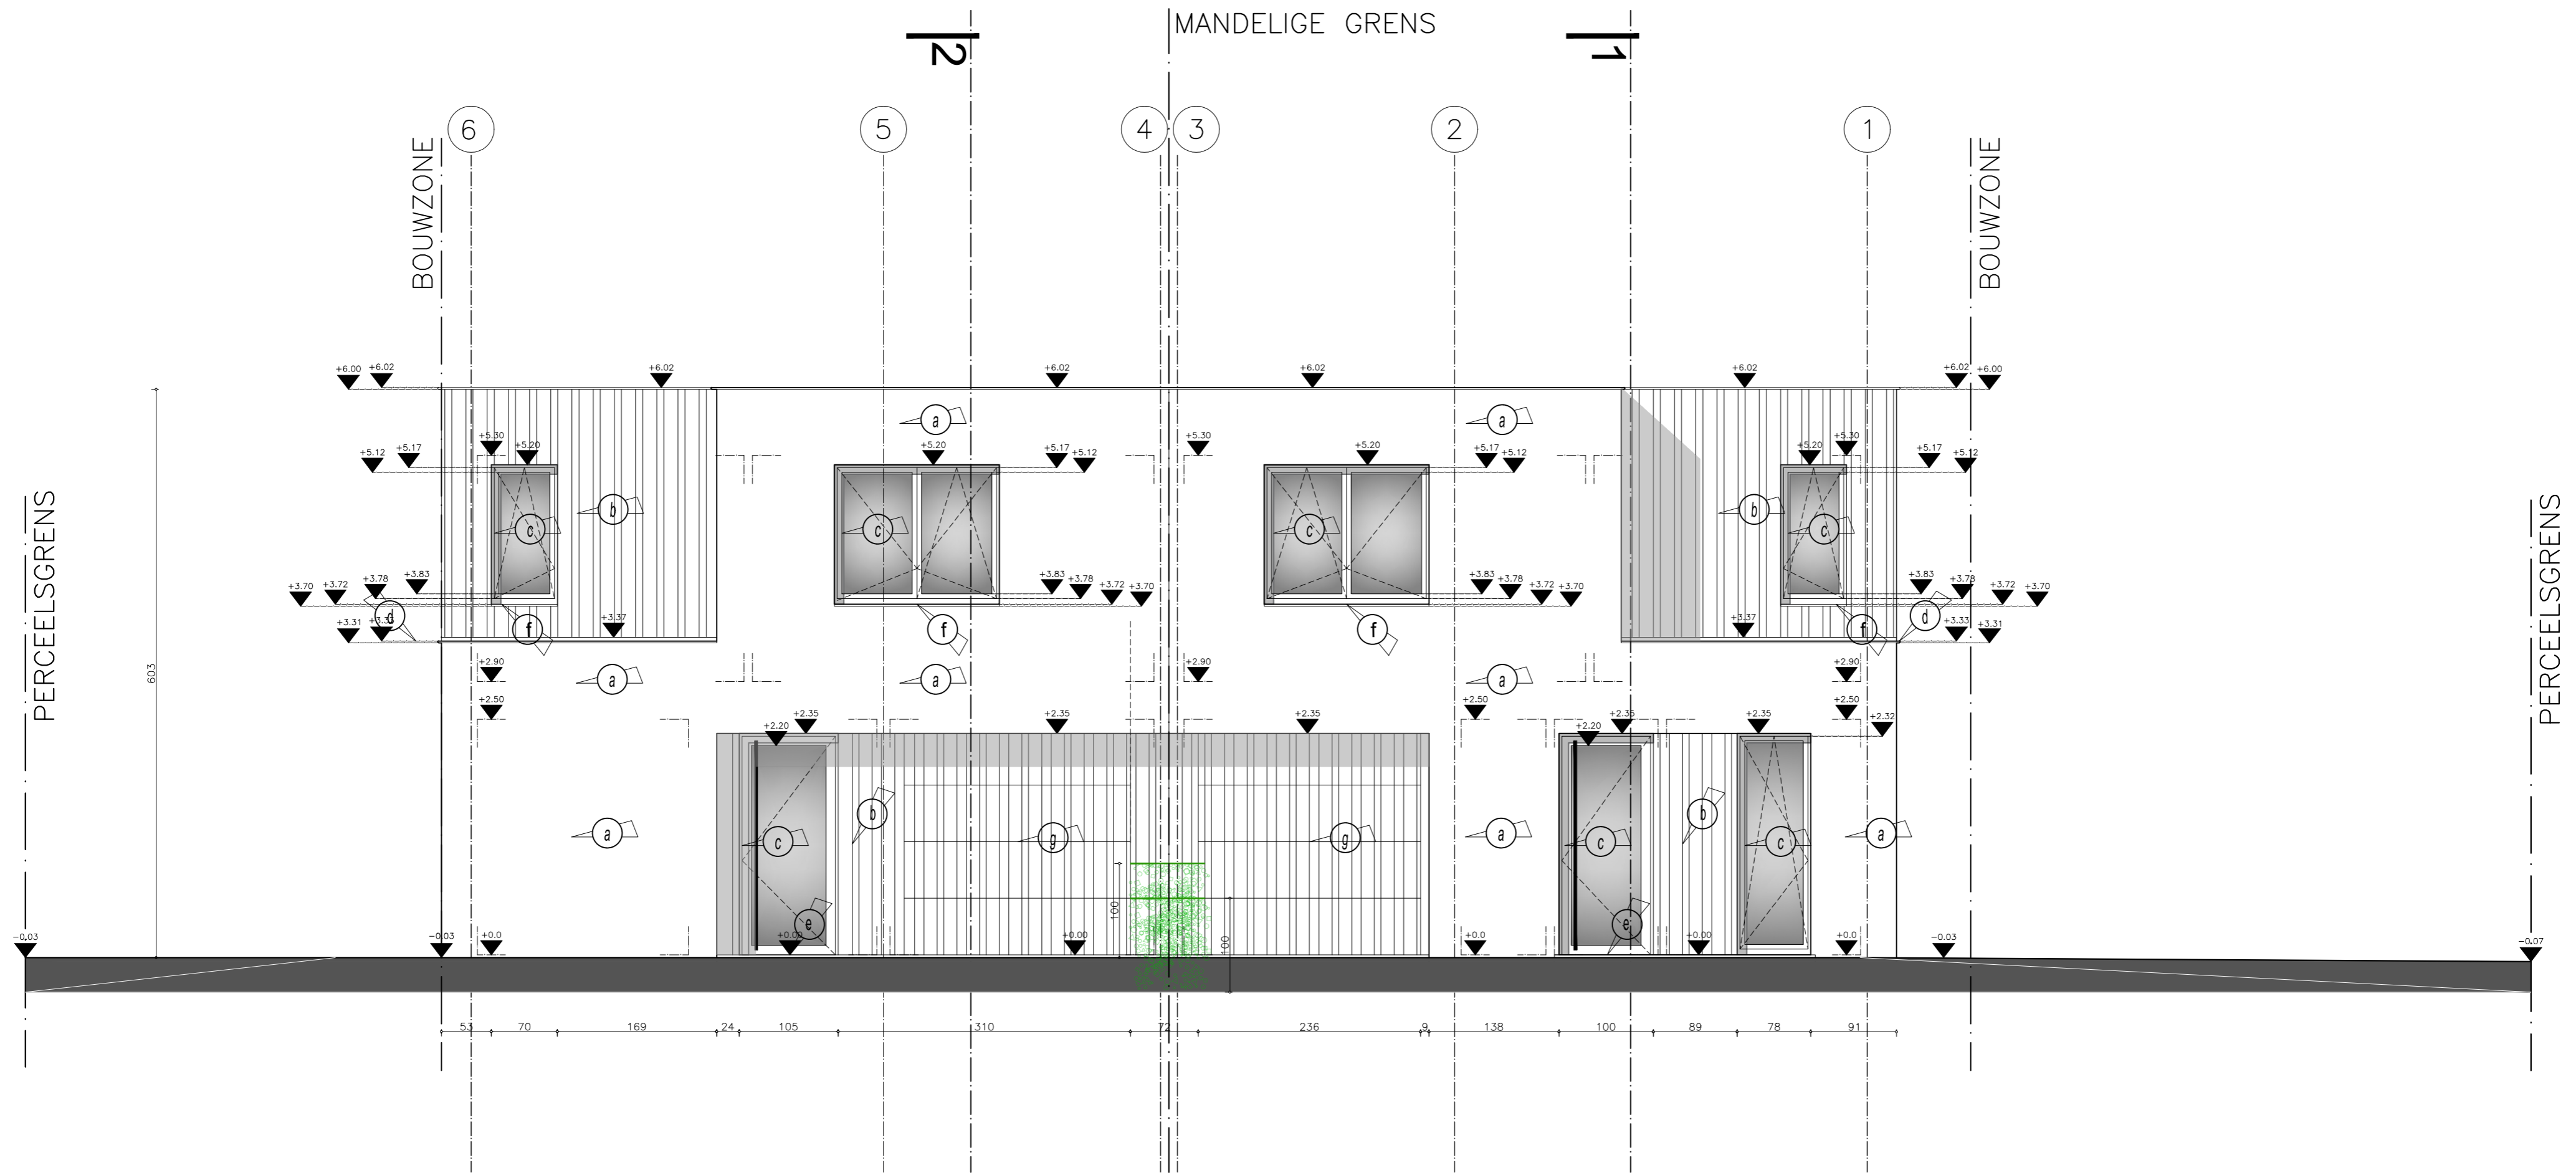 MANDELIGE GRENS
2
1
6
5
4
3
2
1
BOUWZONE
BOUWZONE
PERCEELSGRENS
PERCEELSGRENS
+6.00 +6.02 +6.02 +6.02 +6.02 +6.02 +6.02 +6.00
a a
+5.12 +5.17 +5.30 +5.20 +5.20 +5.17 +5.12 +5.30 +5.20 +5.17 +5.12 +5.20 +5.30 +5.17 +5.12
b b
c c c c
+3.70 +3.72 +3.78 +3.83 +3.83 +3.78 +3.72 +3.70 +3.83 +3.78 +3.72 +3.70 +3.83 +3.78 +3.72 +3.70
d f f f f d
+3.31 +3.33 +3.37 +3.37 +3.33 +3.31
+2.90 +2.90 +2.90
a a a
603
+2.50 +2.50 +2.50
+2.20 +2.35 +2.35 +2.35 +2.20 +2.35 +2.35 +2.32
b b
a c g g a c c a
100
e e
100
-0.03 -0.03 +0.0 +0.00 +0.00 +0.0 +0.00 +0.0 -0.03 -0.07
53 70 169 24 105 310 72 236 9 138 100 89 78 91